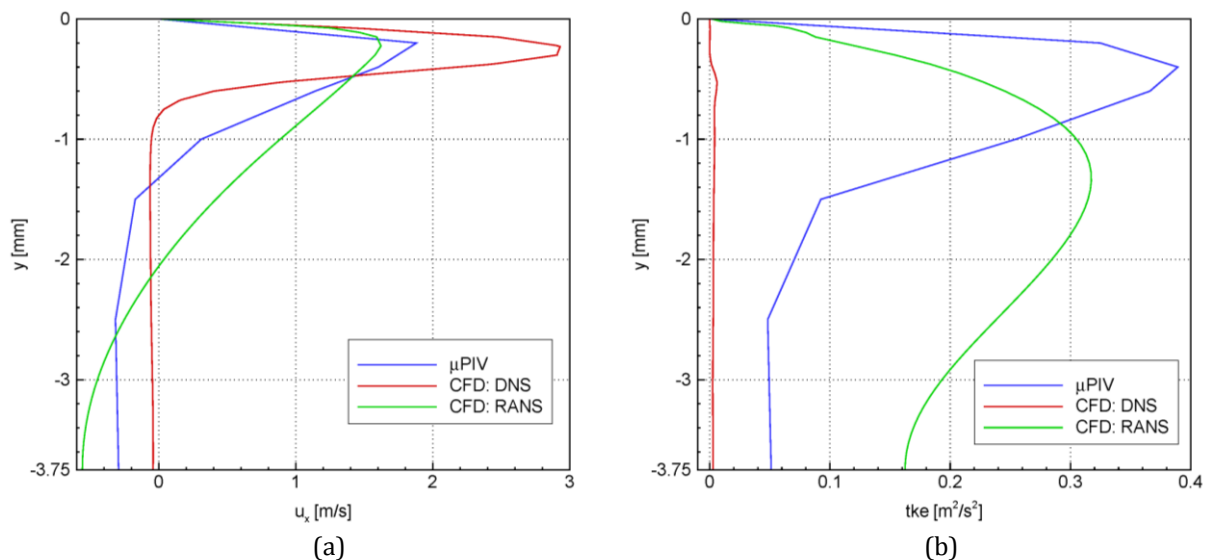 0
-1
-2
-3
-3.75
y [mm]
0
1
2
3
uₓ [m/s]
μPIV
CFD: DNS
CFD: RANS
(a)
0
-1
-2
-3
-3.75
y [mm]
0
0.1
0.2
0.3
0.4
tke [m²/s²]
μPIV
CFD: DNS
CFD: RANS
(b)